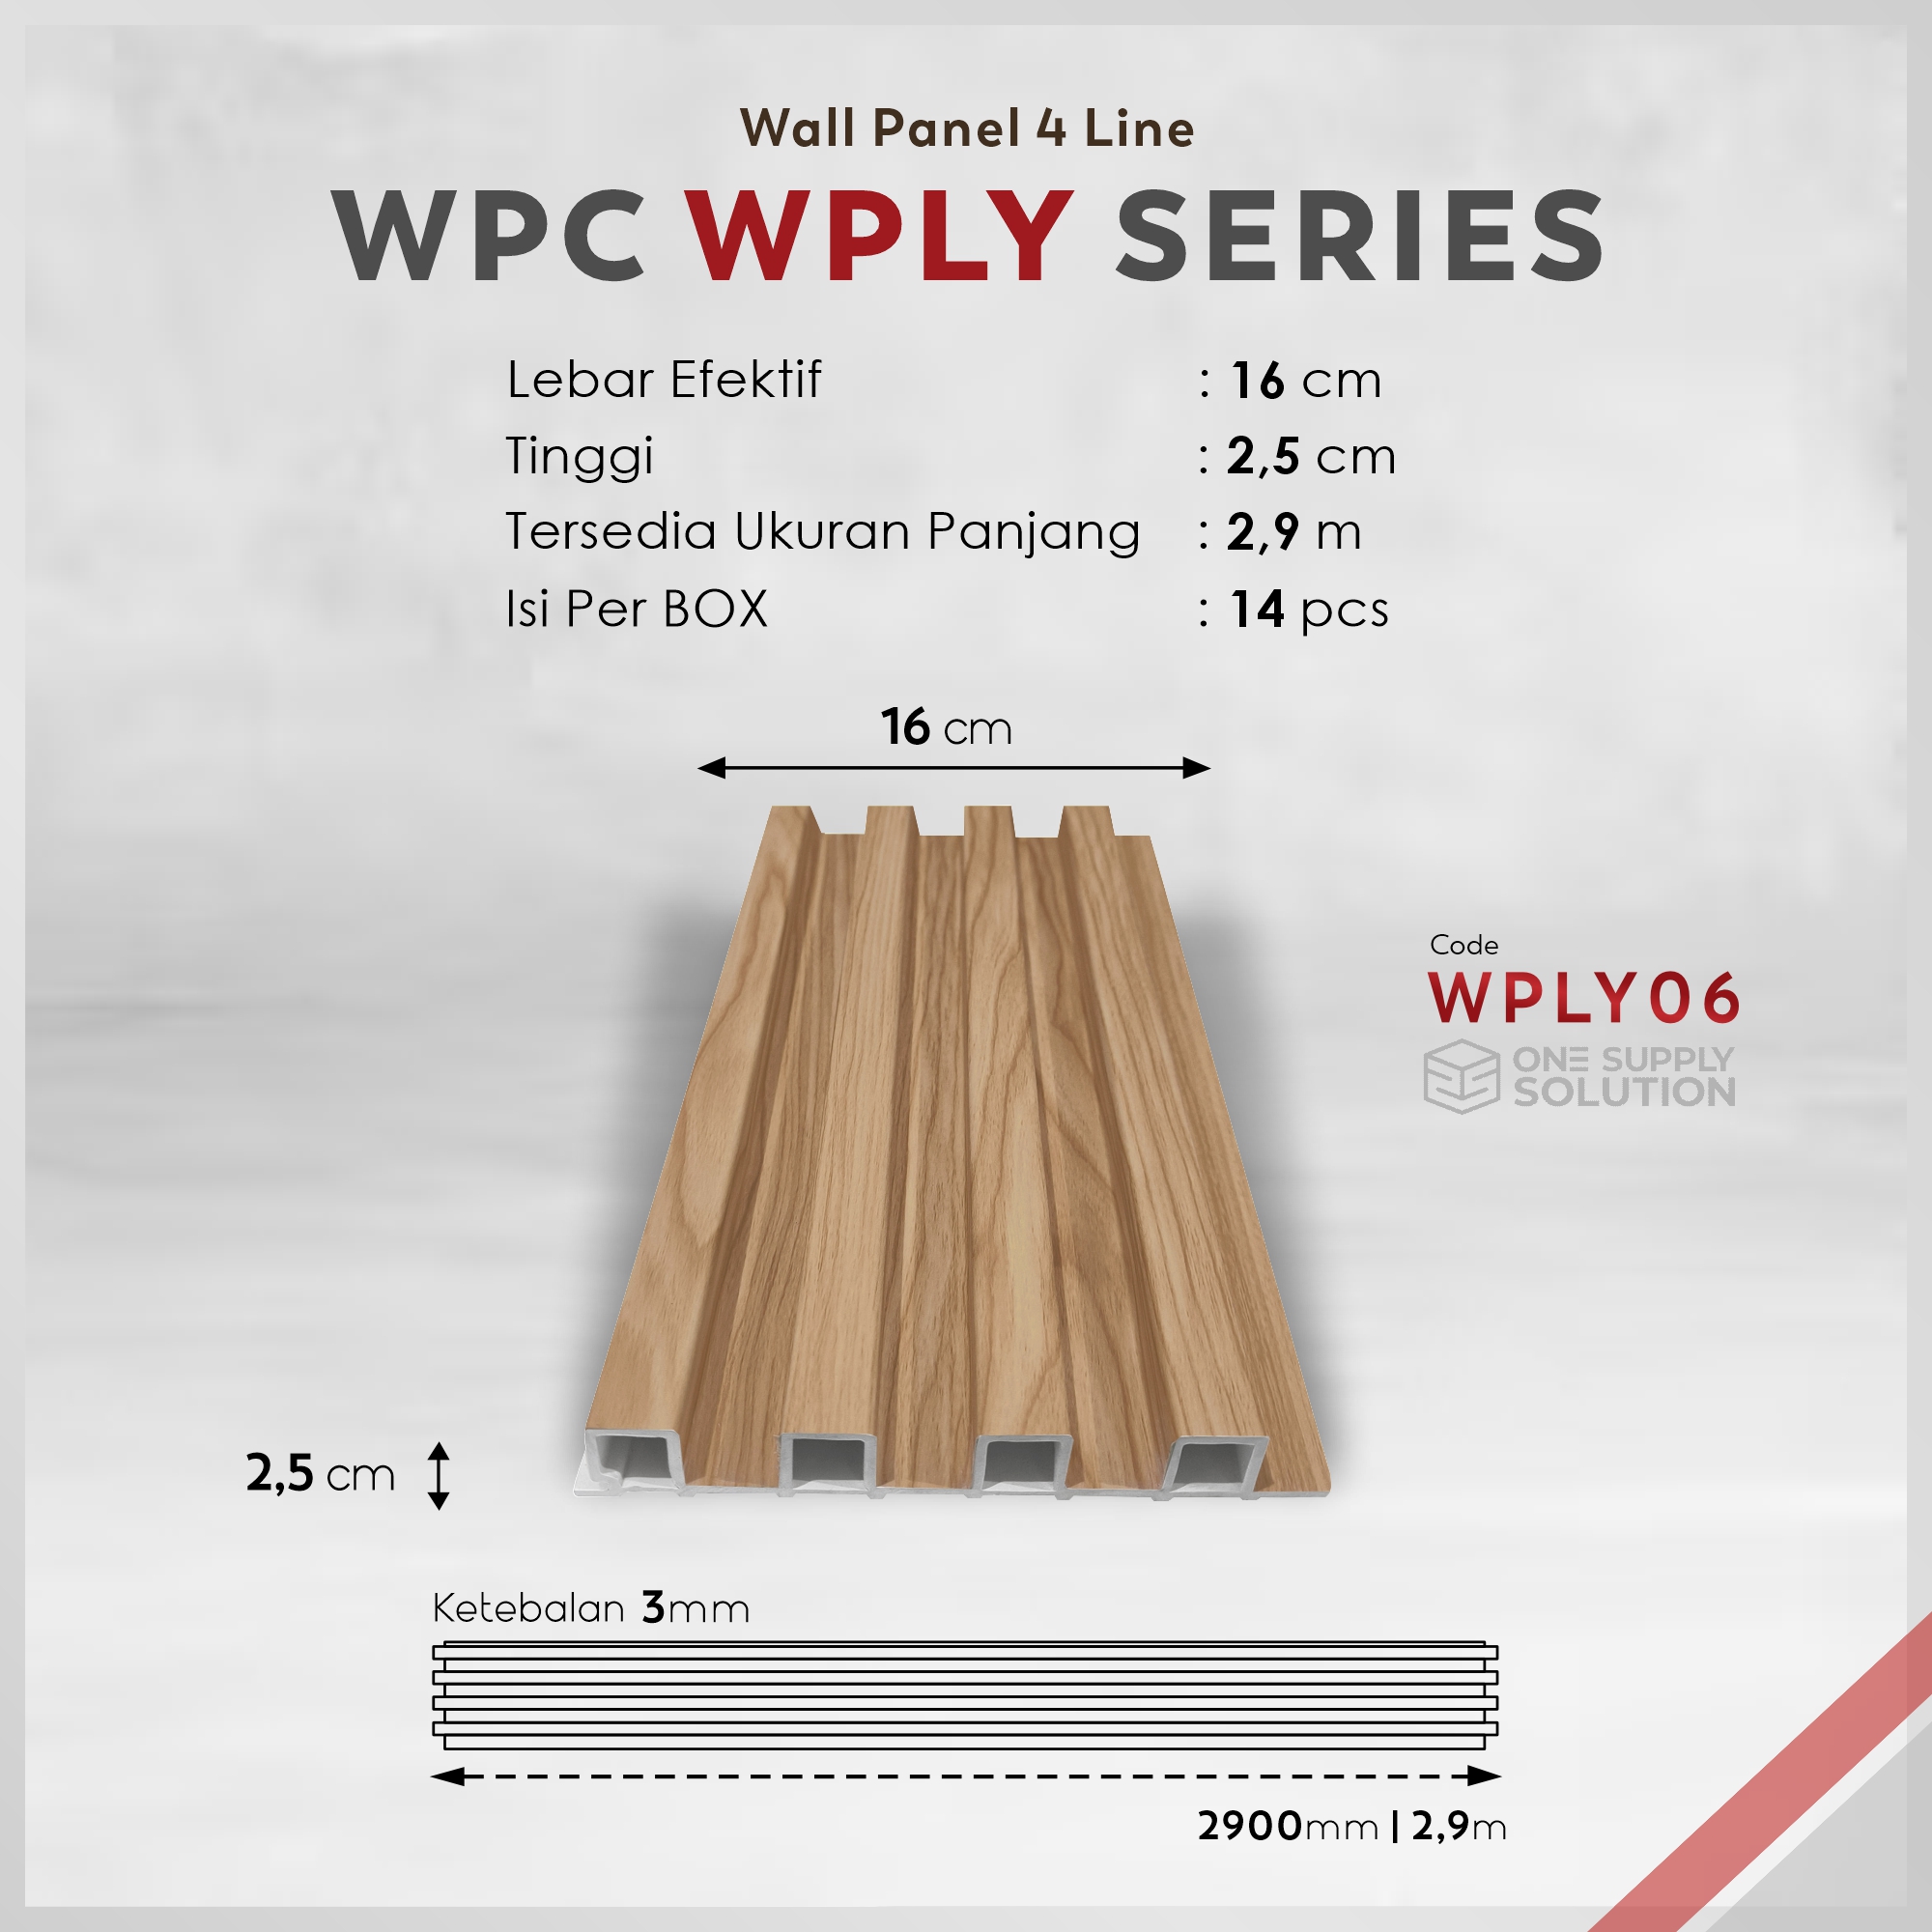 Wall Panel 4 Line
WPC WPLY SERIES
Lebar Efektif : 16 cm
Tinggi : 2,5 cm
Tersedia Ukuran Panjang : 2,9 m
Isi Per BOX : 14 pcs
16 cm
Code
WPLY06
ONE SUPPLY
SOLUTION
2,5 cm
Ketebalan 3mm
2900mm | 2,9m